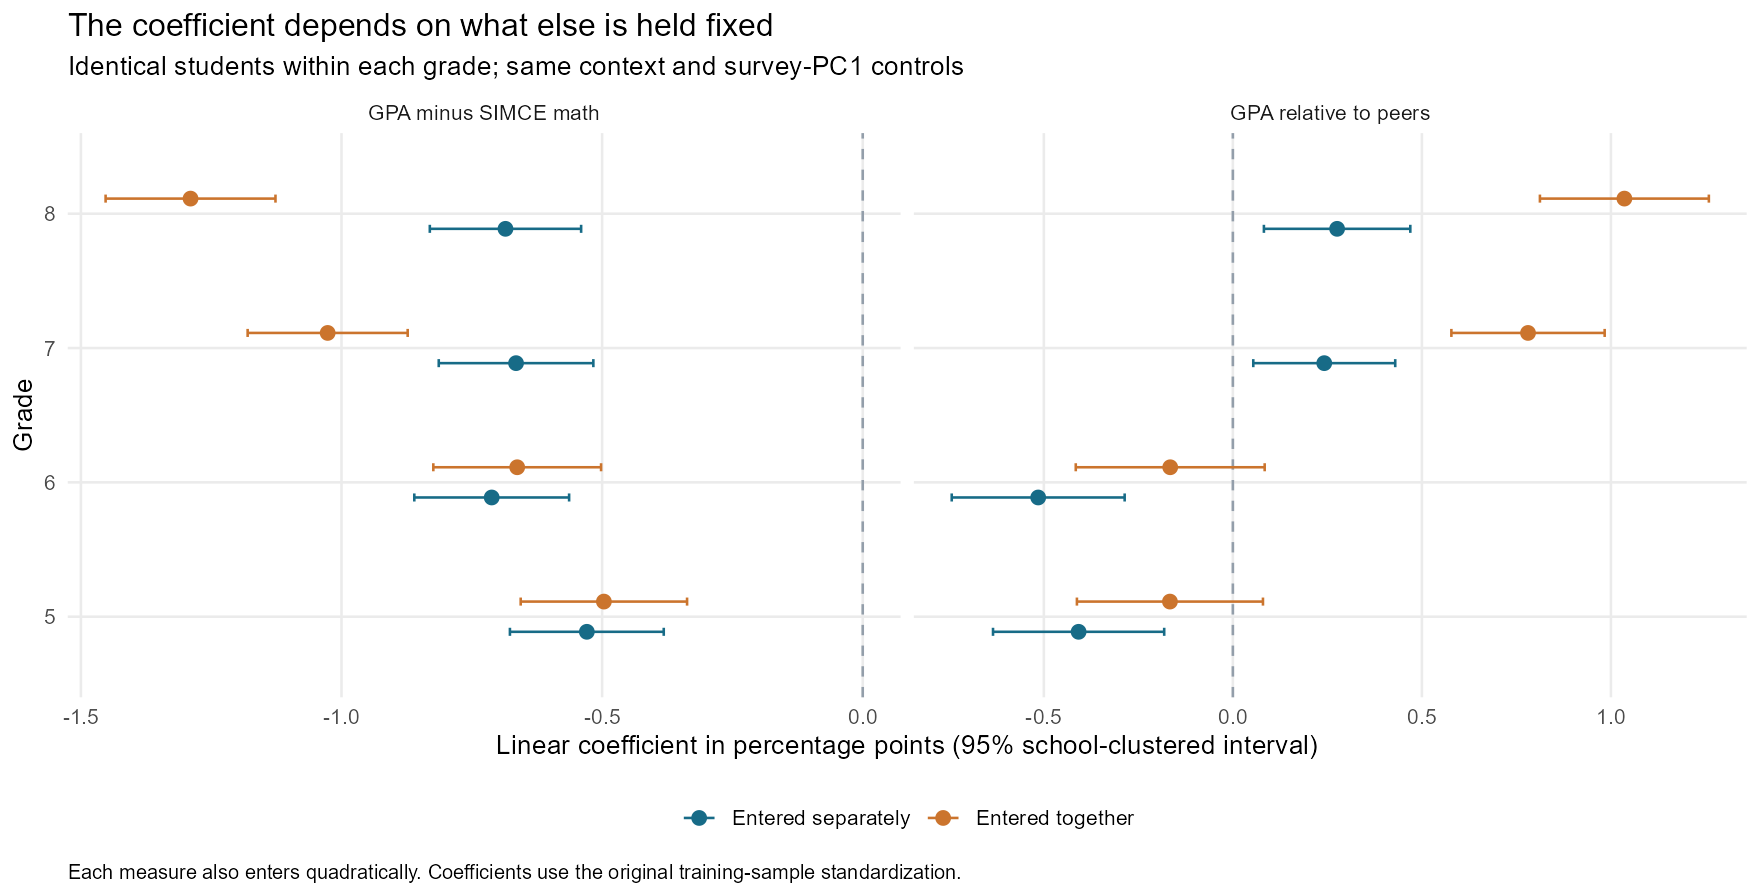 The coefficient depends on what else is held fixed
Identical students within each grade; same context and survey-PC1 controls
GPA minus SIMCE math
GPA relative to peers
Grade
8
7
6
5
-1.5
-1.0
-0.5
0.0
-0.5
0.0
0.5
1.0
Linear coefficient in percentage points (95% school-clustered interval)
Entered separately
Entered together
Each measure also enters quadratically. Coefficients use the original training-sample standardization.